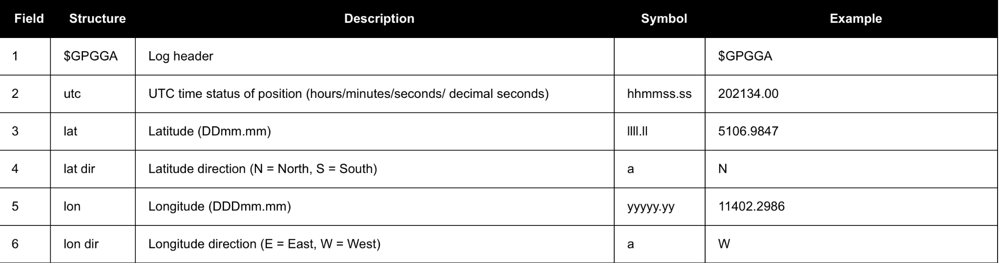 Field Structure Description Symbol Example
1 $GPGGA Log header $GPGGA
2 utc UTC time status of position (hours/minutes/seconds/ decimal seconds) hhmmss.ss 202134.00
3 lat Latitude (DDmm.mm) llll.ll 5106.9847
4 lat dir Latitude direction (N = North, S = South) a N
5 lon Longitude (DDDmm.mm) yyyyy.yy 11402.2986
6 lon dir Longitude direction (E = East, W = West) a W